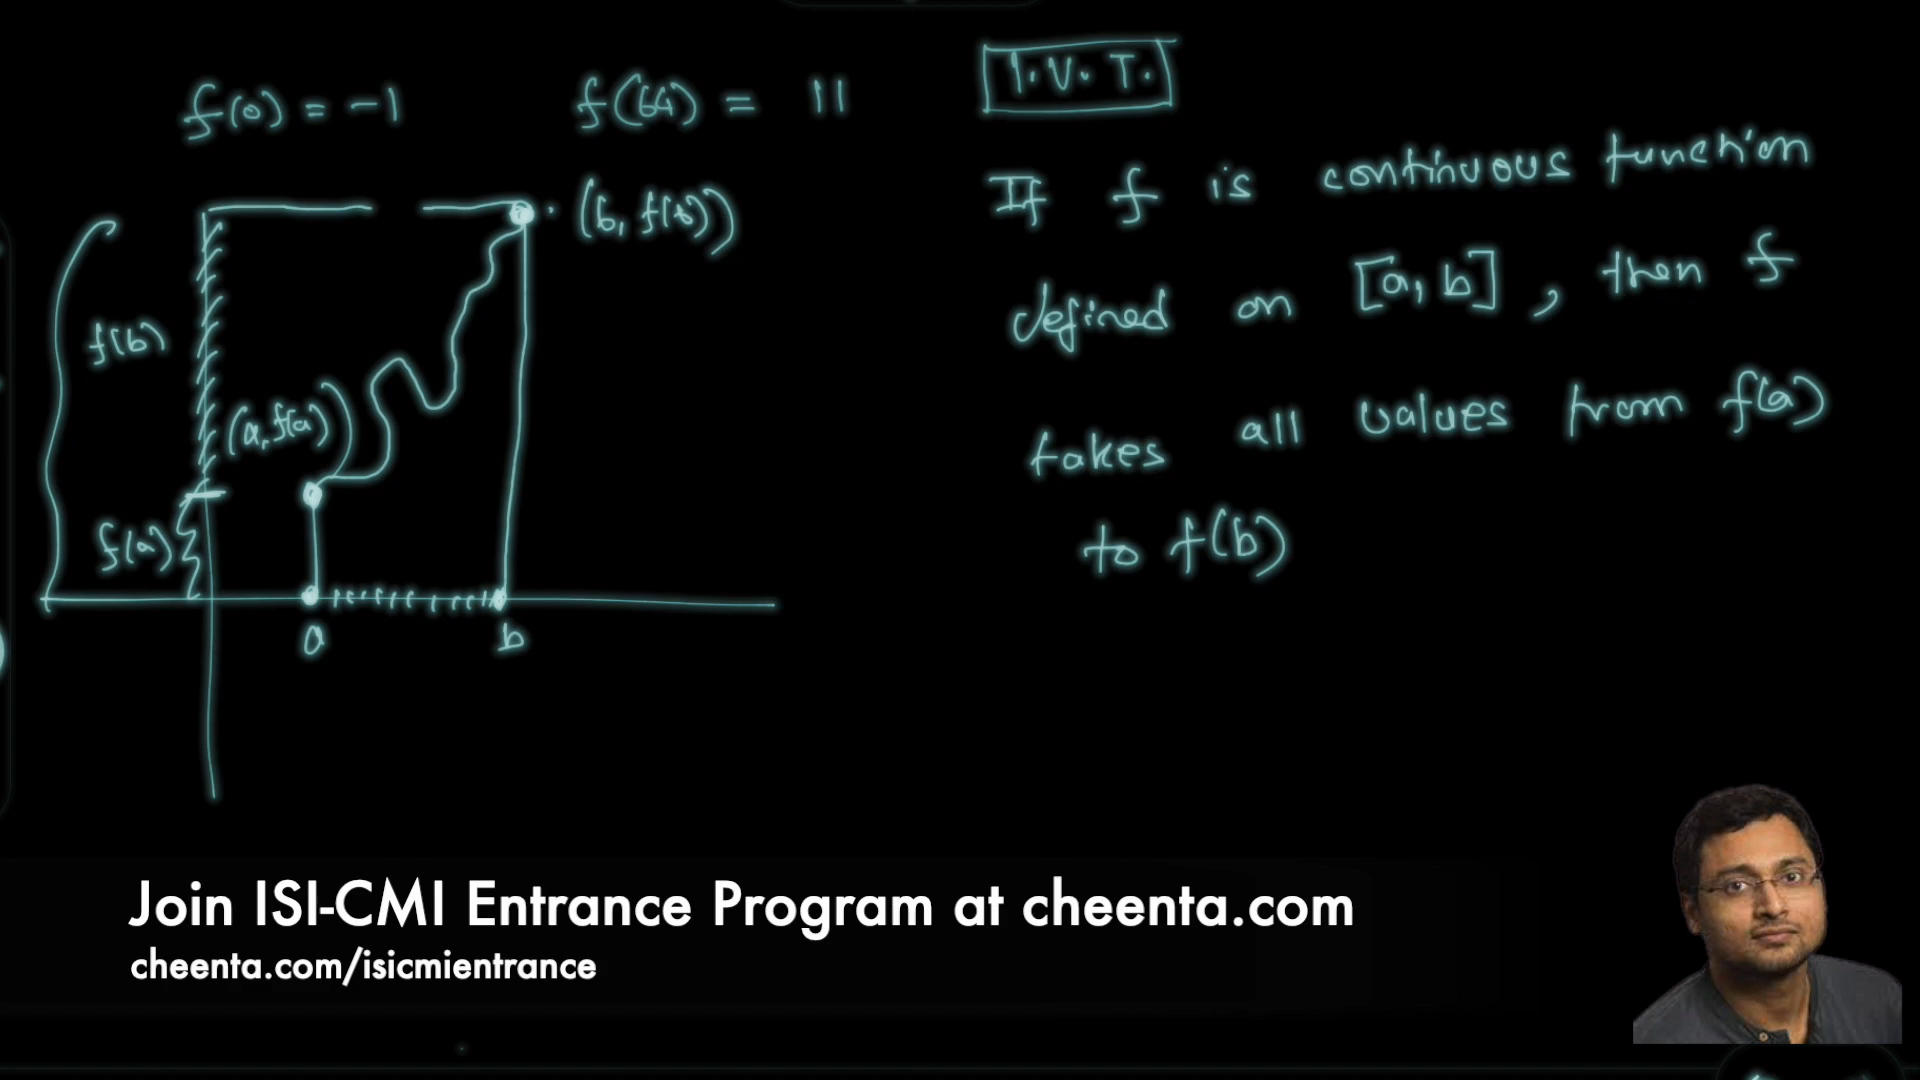 f(0) = -1
f(64) = 11
I.V.T.
If f is continuous function
defined on [a, b], then f
takes all values from f(a)
to f(b)
(b, f(b))
f(b)
(a, f(a))
f(a)
a
b
Join ISI-CMI Entrance Program at cheenta.com
cheenta.com/isicmientrance